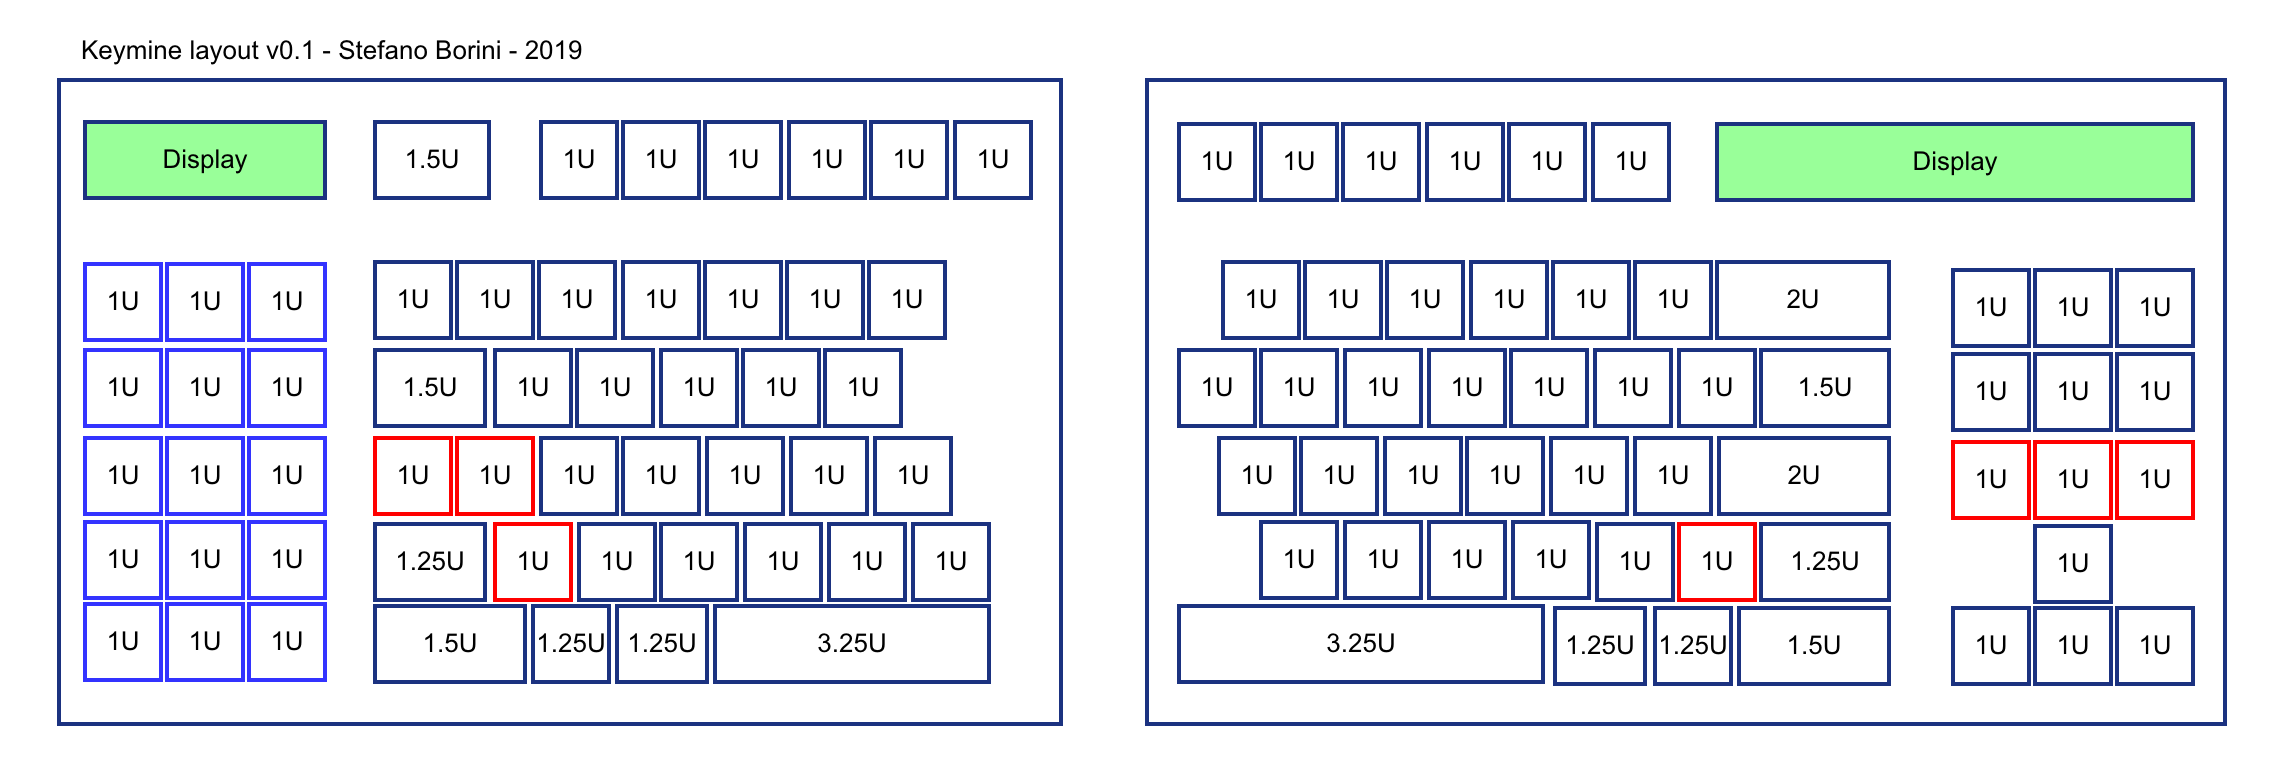 Keymine layout v0.1 - Stefano Borini - 2019
Display 1.5U 1U 1U 1U 1U 1U 1U 1U 1U 1U 1U 1U 1U Display
1U 1U 1U 1U 1U 1U 1U 1U 1U 1U 1U 1U 1U 1U 1U 1U 2U 1U 1U 1U
1U 1U 1U 1.5U 1U 1U 1U 1U 1U 1U 1U 1U 1U 1U 1U 1U 1.5U 1U 1U 1U
1U 1U 1U 1U 1U 1U 1U 1U 1U 1U 1U 1U 1U 1U 1U 1U 2U 1U 1U 1U
1U 1U 1U 1.25U 1U 1U 1U 1U 1U 1U 1U 1U 1U 1U 1U 1U 1.25U 1U
1U 1U 1U 1.5U 1.25U 1.25U 3.25U 3.25U 1.25U 1.25U 1.5U 1U 1U 1U